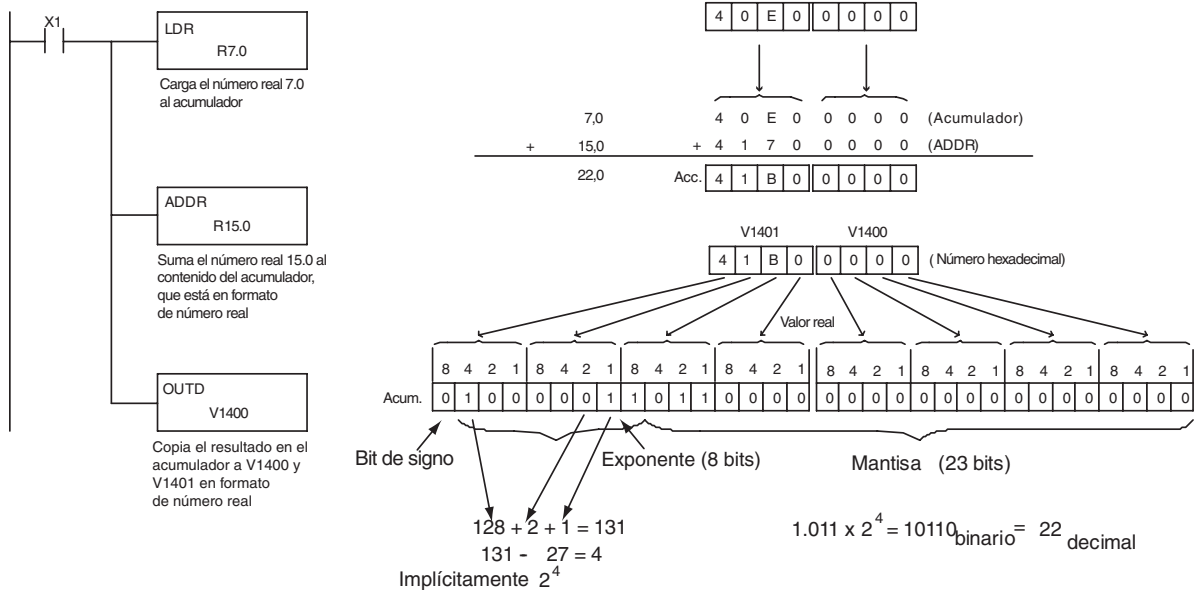 X1
LDR
R7.0
Carga el número real 7.0
al acumulador
ADDR
R15.0
Suma el número real 15.0 al
contenido del acumulador,
que está en formato
de número real
OUTD
V1400
Copia el resultado en el
acumulador a V1400 y
V1401 en formato
de número real
4 0 E 0 0 0 0 0
7,0 4 0 E 0 0 0 0 0 (Acumulador)
+ 15,0 + 4 1 7 0 0 0 0 0 (ADDR)
22,0 Acc. 4 1 B 0 0 0 0 0
V1401 V1400
4 1 B 0 0 0 0 0 ( Número hexadecimal)
Valor real
8 4 2 1 8 4 2 1 8 4 2 1 8 4 2 1 8 4 2 1 8 4 2 1 8 4 2 1 8 4 2 1
Acum. 0 1 0 0 0 0 0 1 1 0 1 1 0 0 0 0 0 0 0 0 0 0 0 0 0 0 0 0 0 0 0 0
Bit de signo Exponente (8 bits) Mantisa (23 bits)
128 + 2 + 1 = 131
131 - 27 = 4
Implícitamente 2^4
1.011 x 2^4 = 10110 binario = 22 decimal